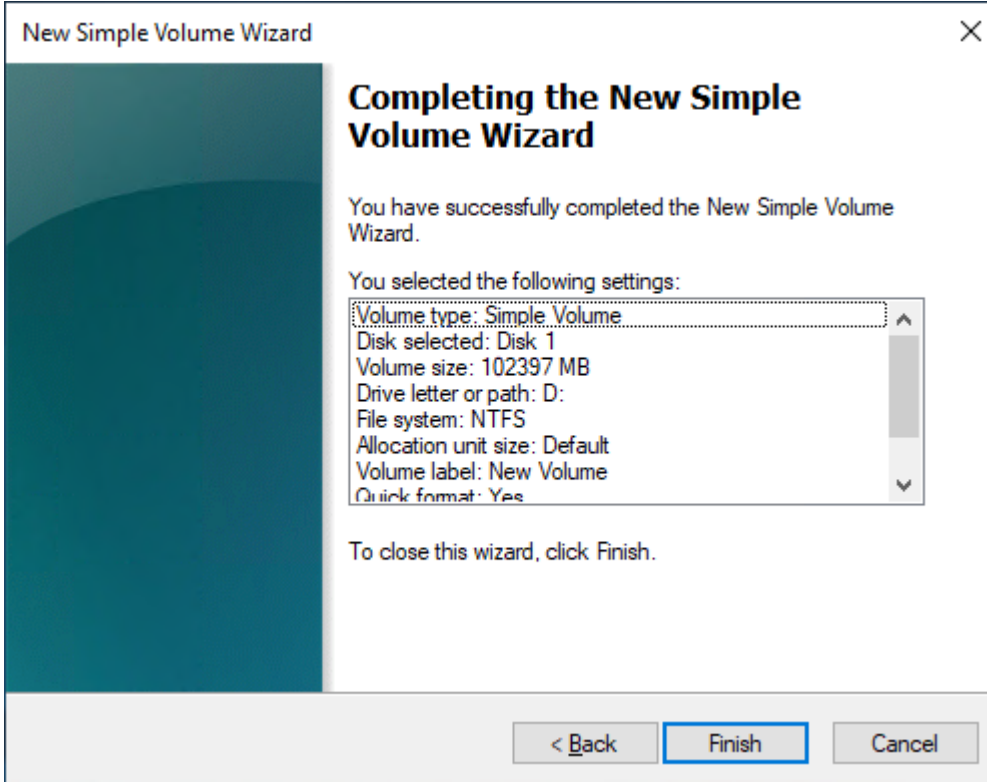 New Simple Volume Wizard
Completing the New Simple
Volume Wizard
You have successfully completed the New Simple Volume
Wizard.
You selected the following settings:
Volume type: Simple Volume
Disk selected: Disk 1
Volume size: 102397 MB
Drive letter or path: D:
File system: NTFS
Allocation unit size: Default
Volume label: New Volume
Quick format: Yes
To close this wizard, click Finish.
< Back
Finish
Cancel